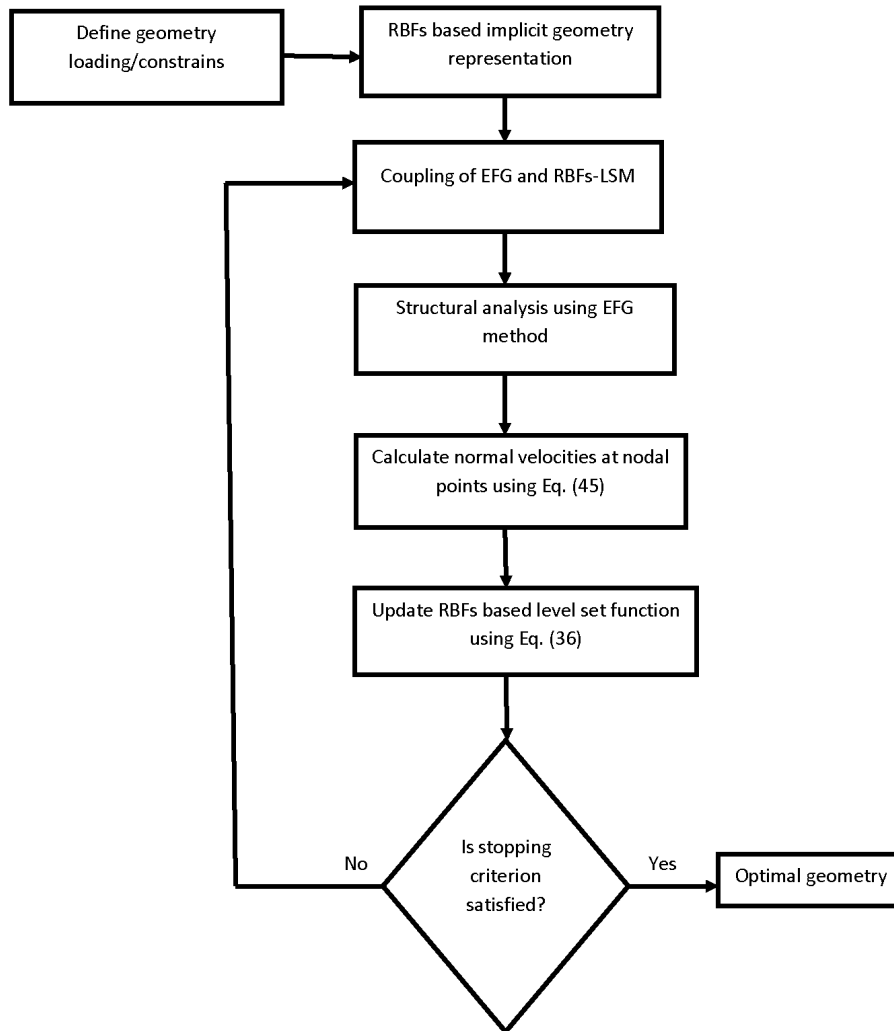 Define geometry
loading/constrains
RBFs based implicit geometry
representation
Coupling of EFG and RBFs-LSM
Structural analysis using EFG
method
Calculate normal velocities at nodal
points using Eq. (45)
Update RBFs based level set function
using Eq. (36)
Is stopping
criterion
satisfied?
No
Yes
Optimal geometry